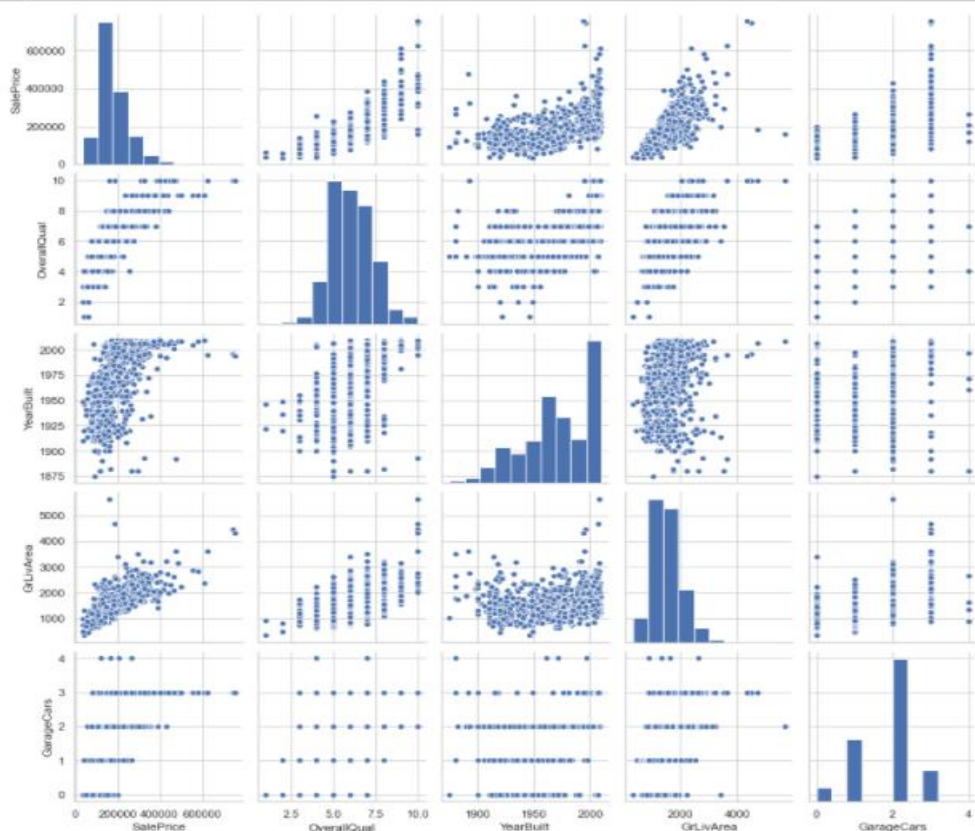 SalePrice
600000
400000
200000
0
OverallQual
10
8
6
4
2
YearBuilt
2000
1975
1950
1925
1900
1875
GrLivArea
5000
4000
3000
2000
1000
GarageCars
4
3
2
1
0
0 200000 400000 600000
SalePrice
2.5 5.0 7.5 10.0
OverallQual
1900 1950 2000
YearBuilt
2000 4000
GrLivArea
0 2 4
GarageCars